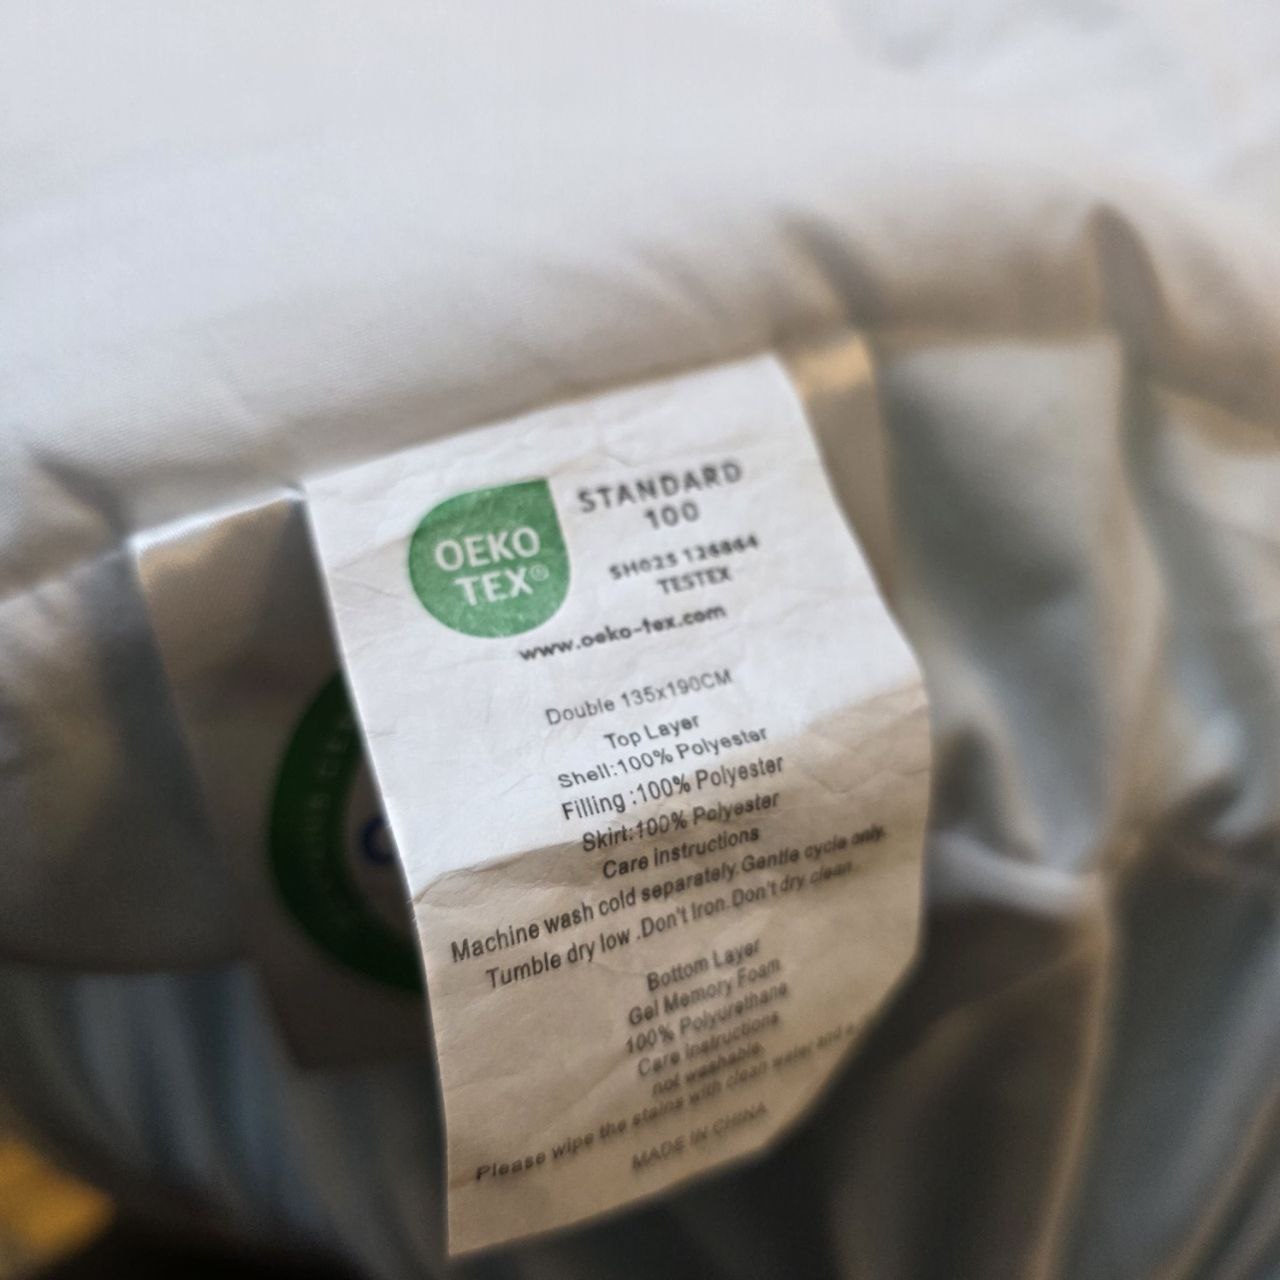 OEKO
TEX®
STANDARD
100
SH025 126864
TESTEX
www.oeko-tex.com
Double 135x190CM
Top Layer
Shell:100% Polyester
Filling :100% Polyester
Skirt:100% Polyester
Care instructions
Machine wash cold separately.Gentle cycle only.
Tumble dry low .Don't Iron.Don't dry clean.
Bottom Layer
Gel Memory Foam
100% Polyurethane
Care instructions
not washable.
Please wipe the stains with clean water and a
MADE IN CHINA